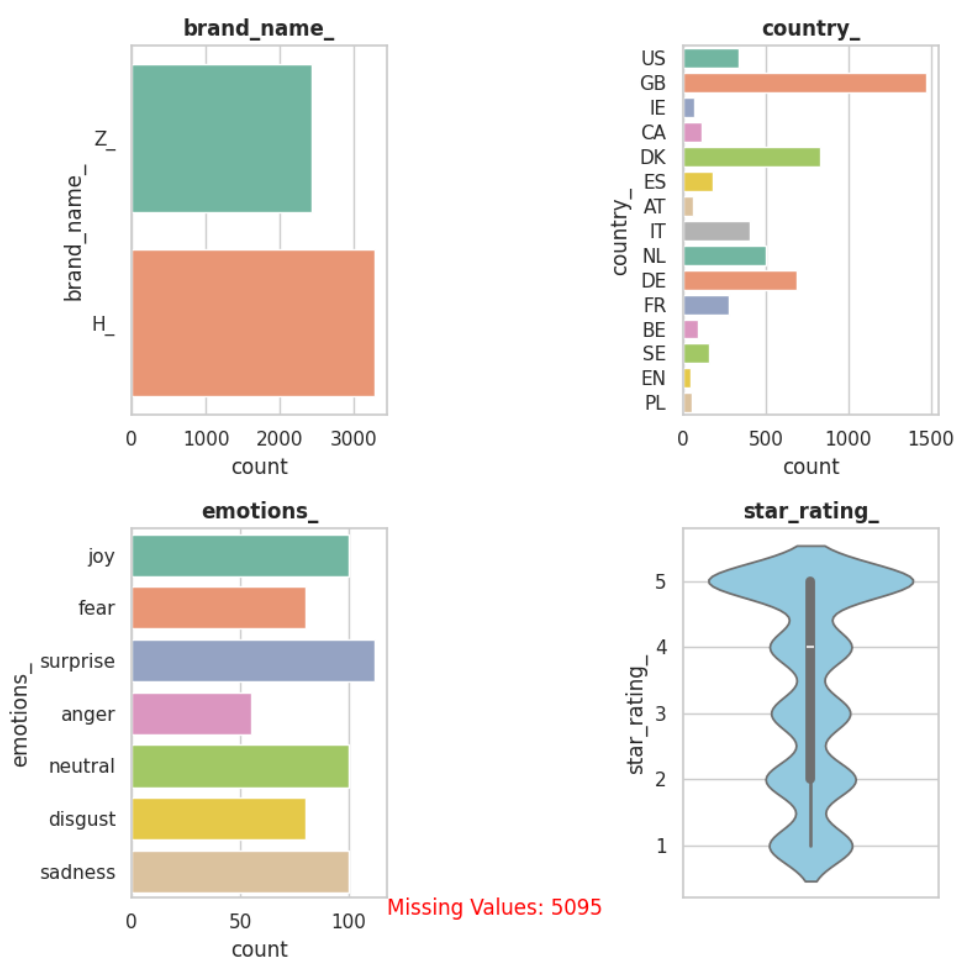 brand_name_
brand_name_
Z_
H_
0 1000 2000 3000
count
country_
country_
US
GB
IE
CA
DK
ES
AT
IT
NL
DE
FR
BE
SE
EN
PL
0 500 1000 1500
count
emotions_
emotions_
joy
fear
surprise
anger
neutral
disgust
sadness
0 50 100
count
Missing Values: 5095
star_rating_
star_rating_
5
4
3
2
1